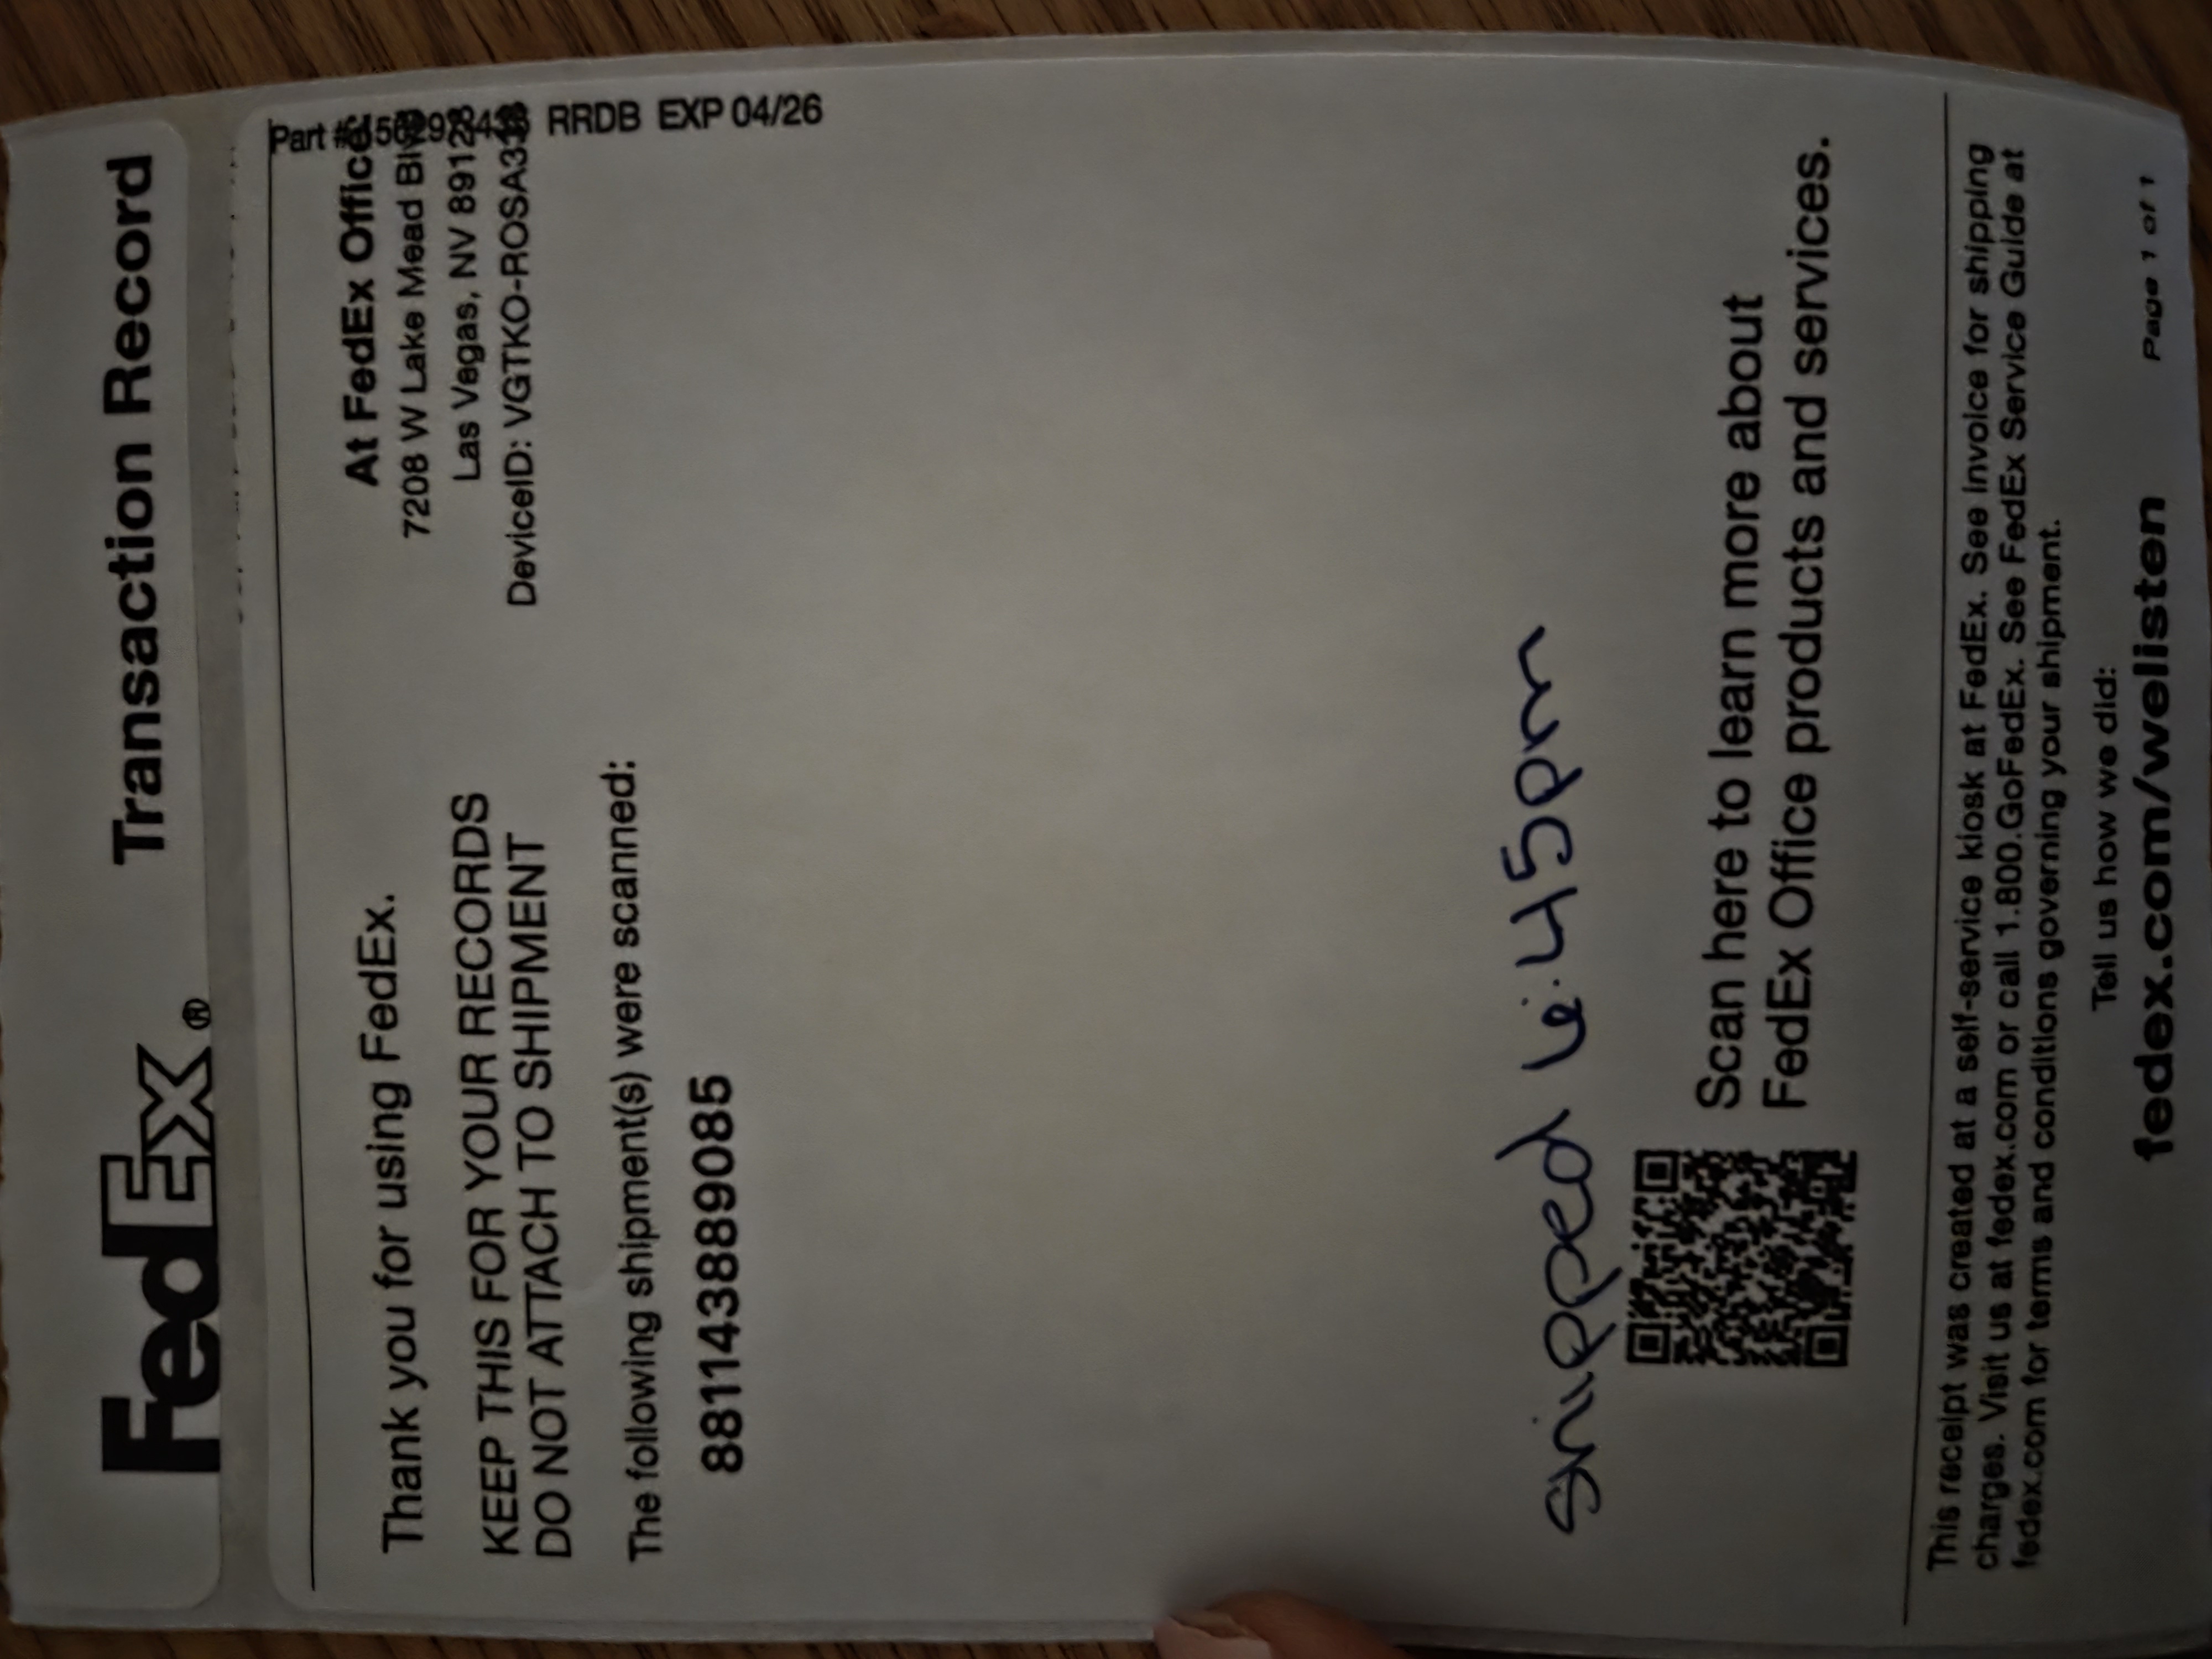 FedEx® Transaction Record
RRDB EXP 04/26
At FedEx Office
7208 W Lake Mead
Las Vegas, NV 89128
Thank you for using FedEx.
KEEP THIS FOR YOUR RECORDS
DO NOT ATTACH TO SHIPMENT
The following shipment(s) were scanned:
881143889085
shipped 6:45pm
Scan here to learn more about
FedEx Office products and services.
This receipt was created at a self-service kiosk at FedEx. See invoice for shipping
charges. Visit us at fedex.com or call 1.800.GoFedEx. See FedEx Service Guide at
fedex.com for terms and conditions governing your shipment.
Tell us how we did:
fedex.com/welisten
Page 1 of 1